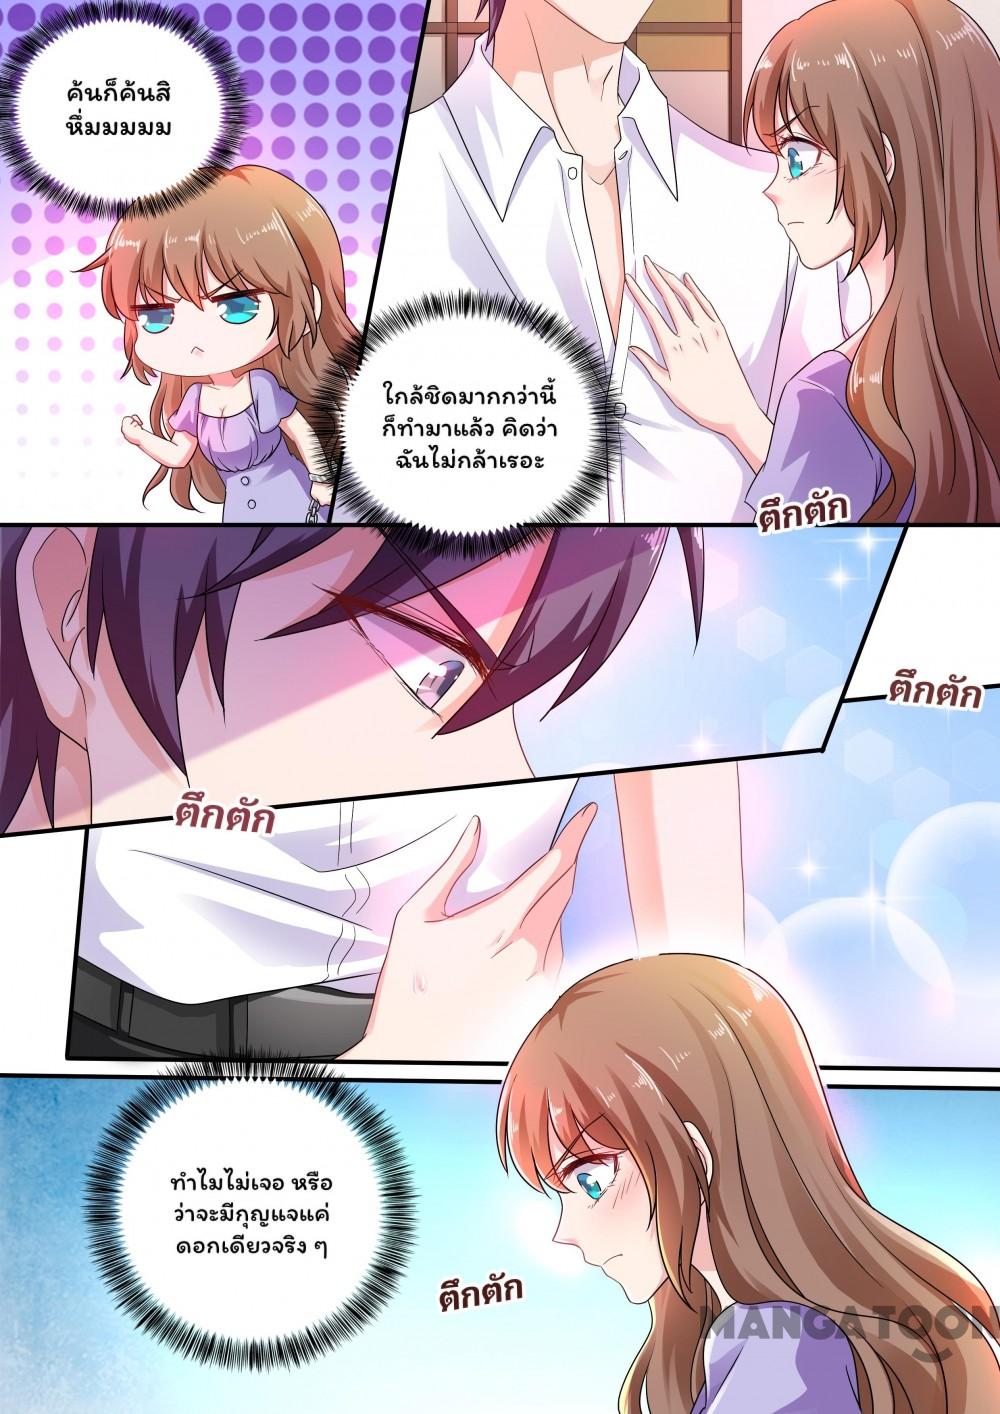 ค้นก็ค้นสิ
หึ่มมมมม
ใกล้ชิดมากกว่านี้
ก็ทำมาแล้ว คิดว่า
ฉันไม่กล้าเรอะ
ตึกตัก
ตึกตัก
ตึกตัก
ทำไมไม่เจอ หรือ
ว่าจะมีกุญแจแค่
ดอกเดียวจริง ๆ
ตึกตัก
MANGATOON